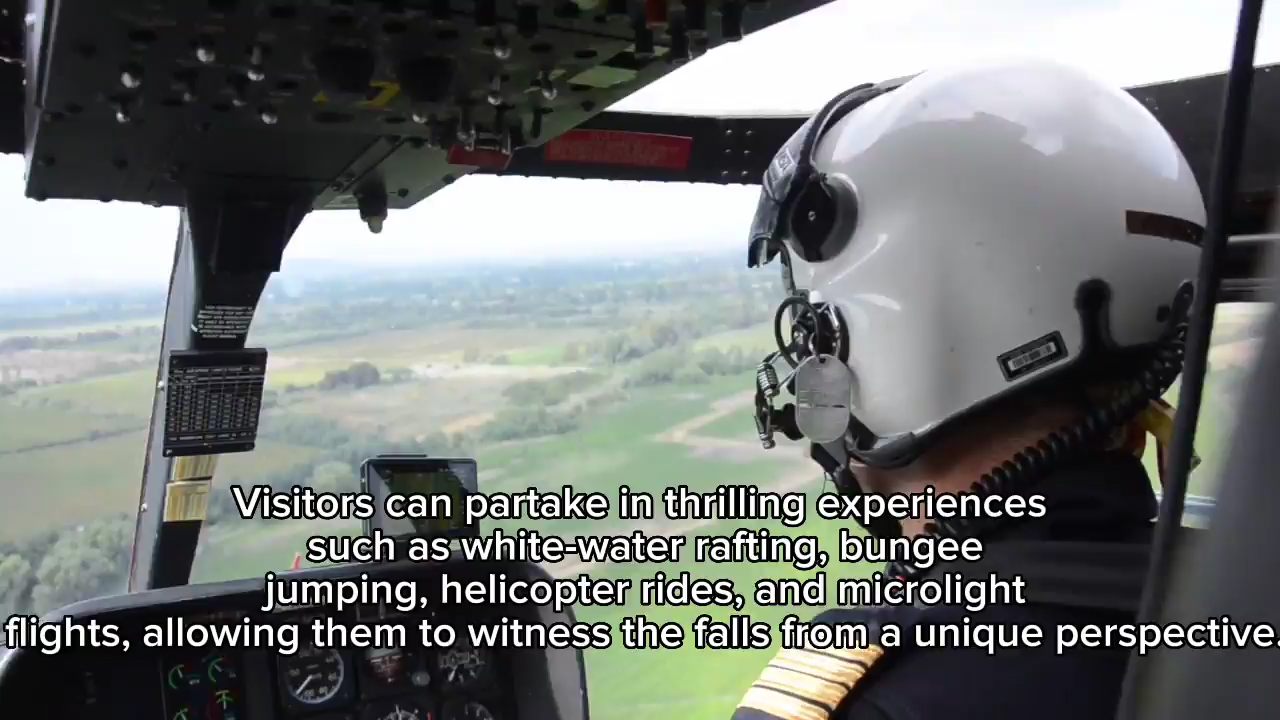 Visitors can partake in thrilling experiences
such as white-water rafting, bungee
jumping, helicopter rides, and microlight
flights, allowing them to witness the falls from a unique perspective.